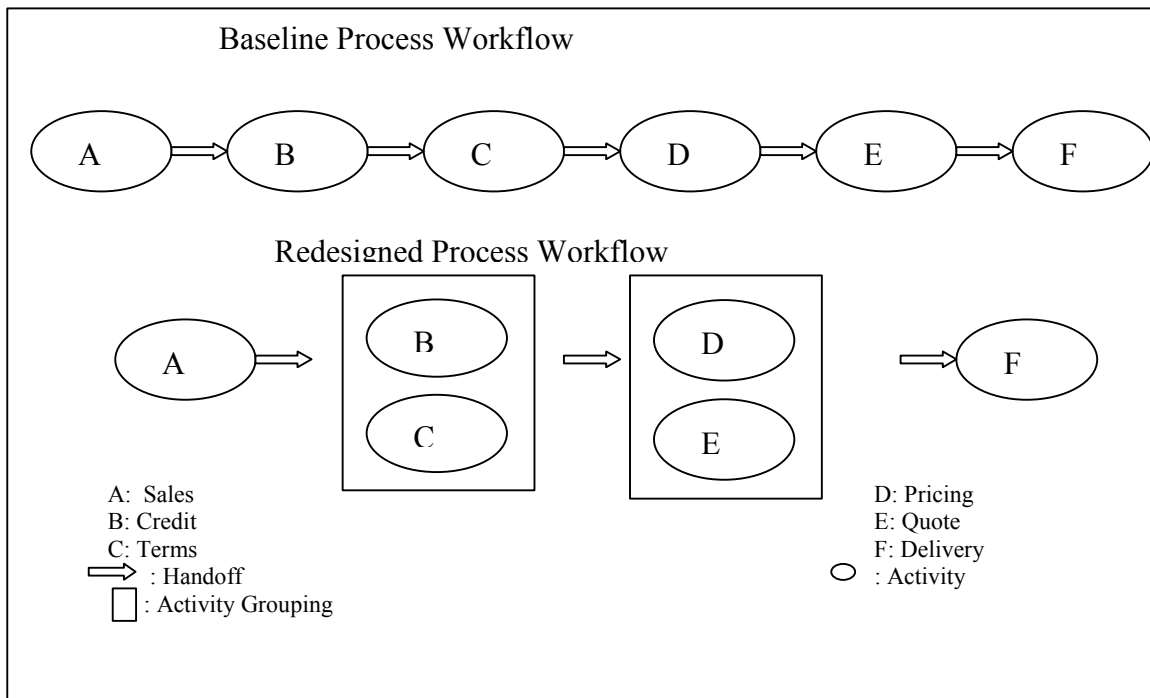 Baseline Process Workflow
A B C D E F
Redesigned Process Workflow
A B D F
C E
A: Sales
B: Credit
C: Terms
: Handoff
: Activity Grouping
D: Pricing
E: Quote
F: Delivery
: Activity